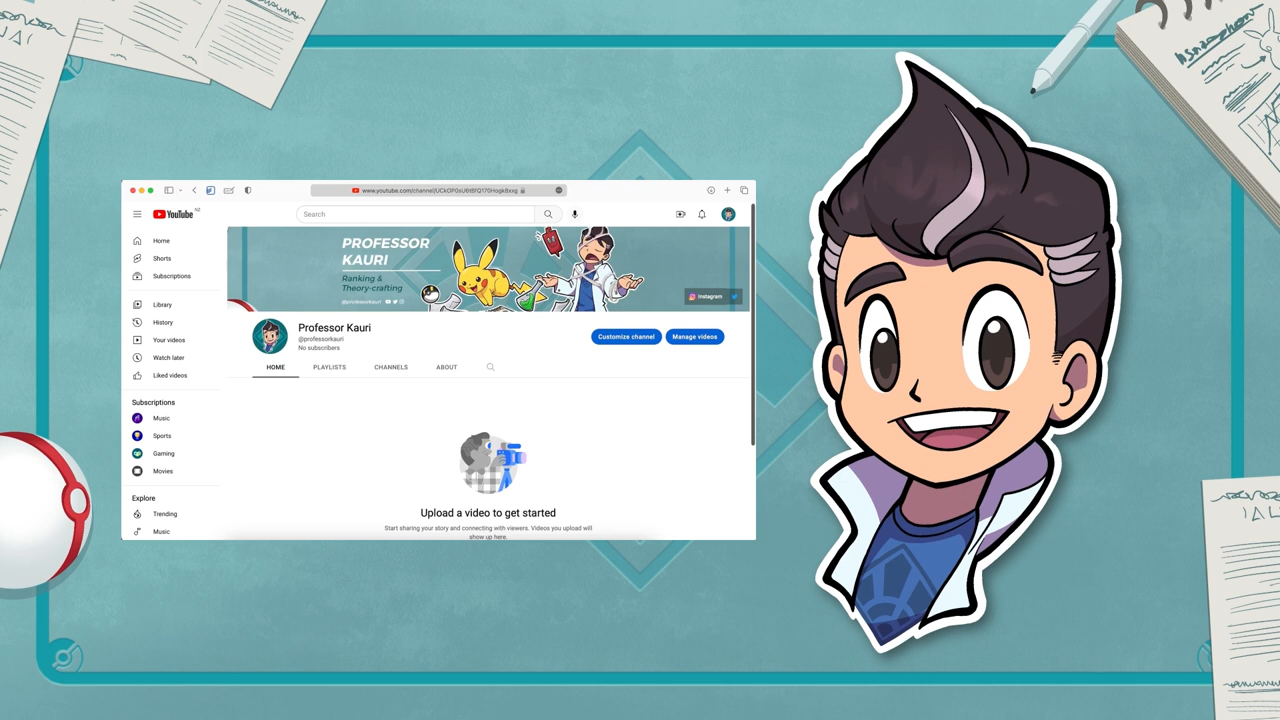 www.youtube.com/channel/UCkOP0sU6tBfQ170HogkBxxg
YouTube NZ
Search
Home
Shorts
Subscriptions
Library
History
Your videos
Watch later
Liked videos
Subscriptions
Music
Sports
Gaming
Movies
Explore
Trending
Music
PROFESSOR
KAURI
Ranking &
Theory-crafting
@professorkauri
Instagram
Professor Kauri
@professorkauri
No subscribers
Customize channel
Manage videos
HOME
PLAYLISTS
CHANNELS
ABOUT
Upload a video to get started
Start sharing your story and connecting with viewers. Videos you upload will
show up here.